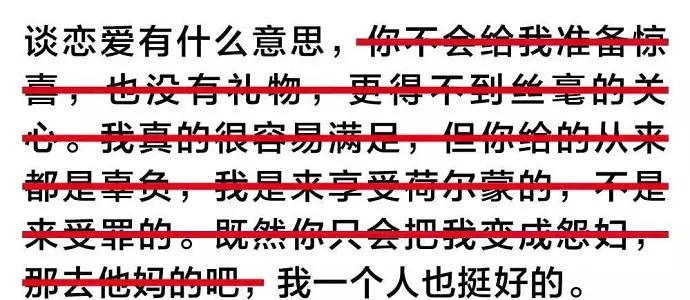 谈恋爱有什么意思，你不会给我准备惊
喜，也没有礼物，更得不到丝毫的关
心。我真的很容易满足，但你给的从来
都是辜负，我是来享受荷尔蒙的，不是
来受罪的。既然你只会把我变成怨妇，
那去他妈的吧，我一个人也挺好的。